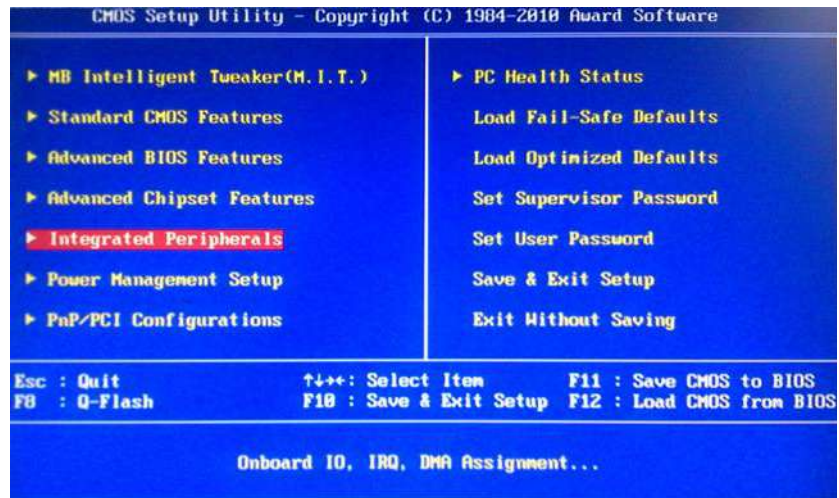 CMOS Setup Utility - Copyright (C) 1984-2010 Award Software
▶ MB Intelligent Tweaker(M.I.T.)
▶ Standard CMOS Features
▶ Advanced BIOS Features
▶ Advanced Chipset Features
▶ Integrated Peripherals
▶ Power Management Setup
▶ PnP/PCI Configurations
▶ PC Health Status
Load Fail-Safe Defaults
Load Optimized Defaults
Set Supervisor Password
Set User Password
Save & Exit Setup
Exit Without Saving
Esc : Quit ↑↓→←: Select Item F11 : Save CMOS to BIOS
F8 : Q-Flash F10 : Save & Exit Setup F12 : Load CMOS from BIOS
Onboard IO, IRQ, DMA Assignment...